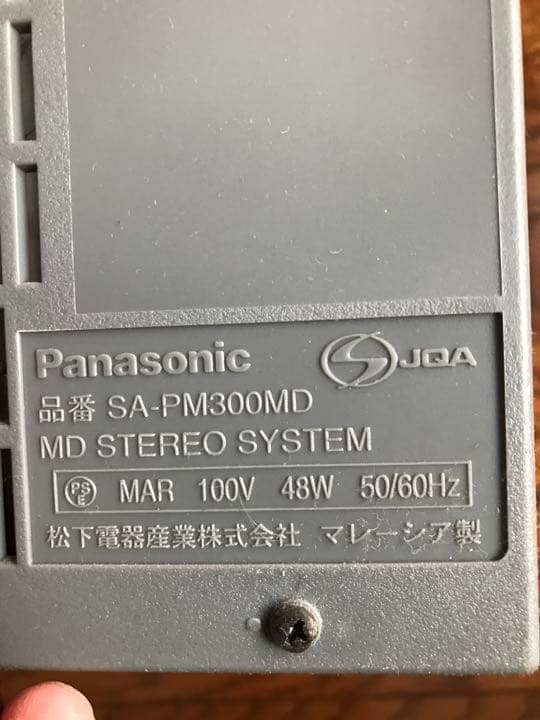 Panasonic JQA
品番 SA-PM300MD
MD STEREO SYSTEM
PSE MAR 100V 48W 50/60Hz
松下電器産業株式会社 マレーシア製